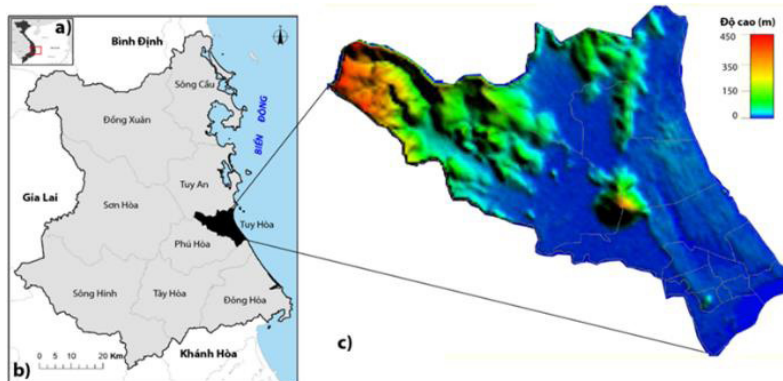 a)
Bình Định
Sông Cầu
Đồng Xuân
BIỂN ĐÔNG
Tuy An
Gia Lai
Sơn Hòa
Tuy Hòa
Phú Hòa
Sông Hinh
Tây Hòa
Đông Hòa
0 10 20 Km
Khánh Hòa
b)
c)
Độ cao (m)
450
350
150
0